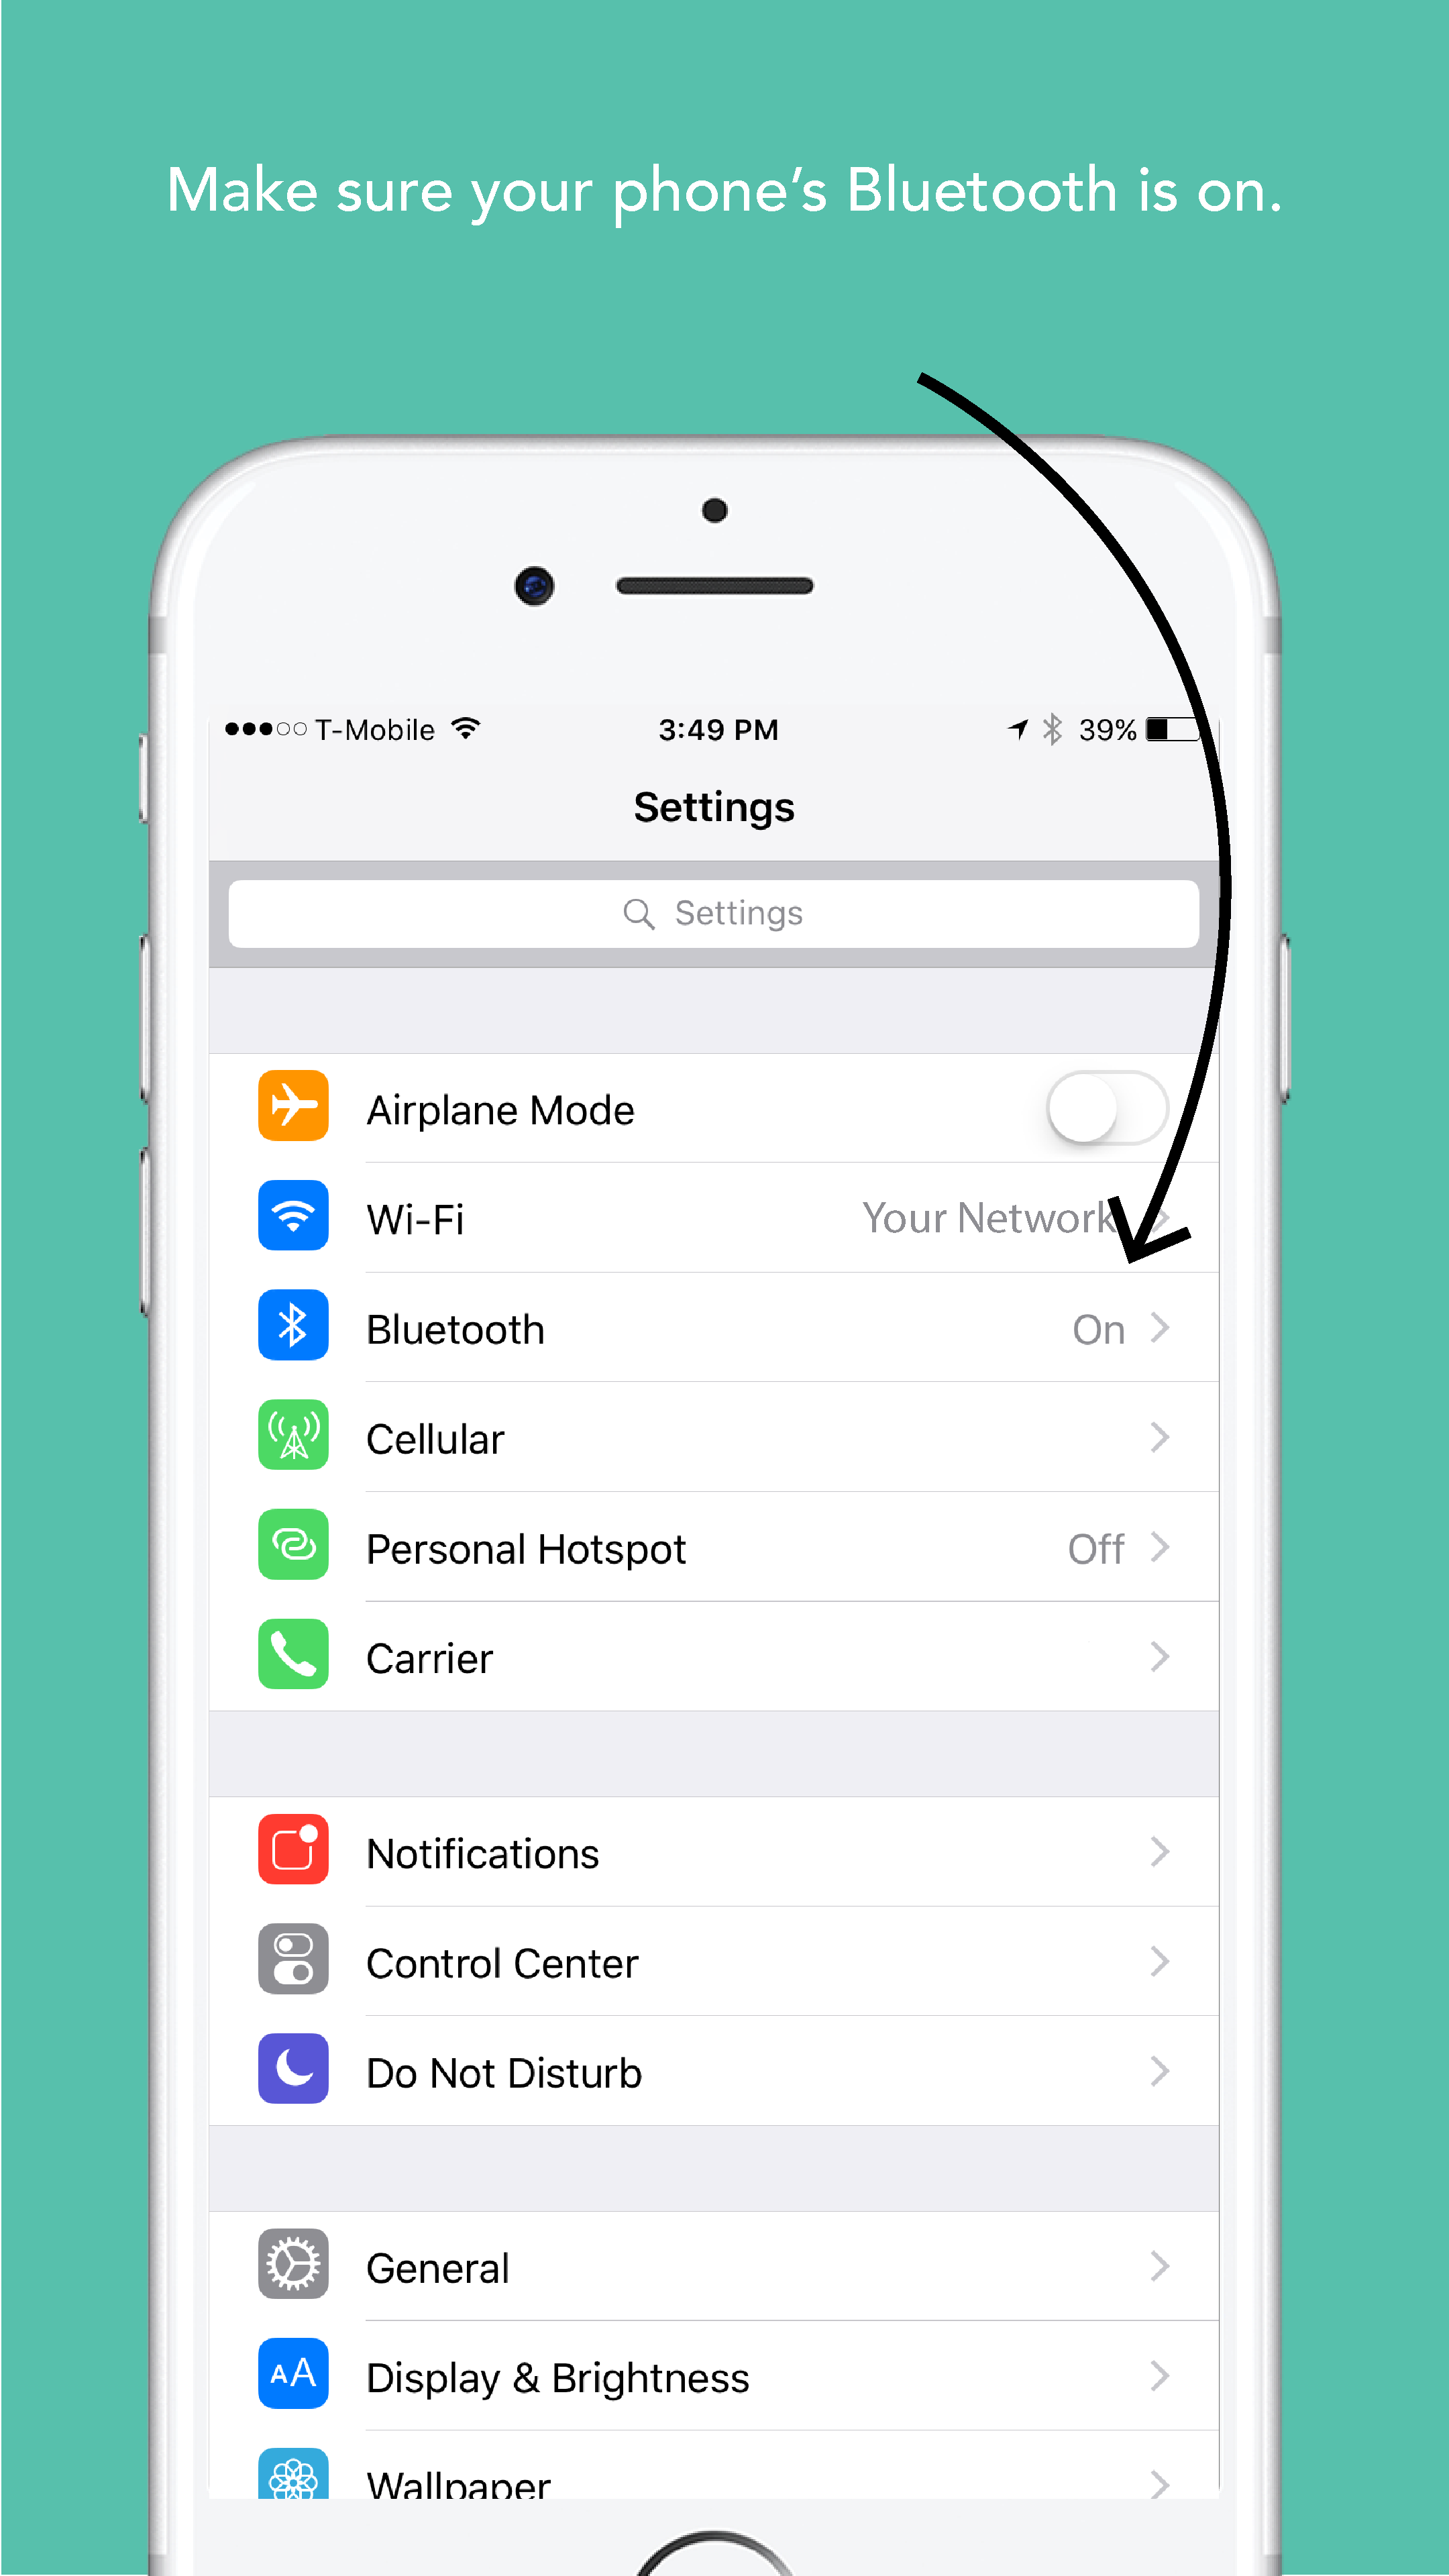 Make sure your phone’s Bluetooth is on.
T-Mobile 3:49 PM 39%
Settings
Settings
Airplane Mode
Wi-Fi Your Network
Bluetooth On
Cellular
Personal Hotspot Off
Carrier
Notifications
Control Center
Do Not Disturb
General
AA Display & Brightness
Wallpaper